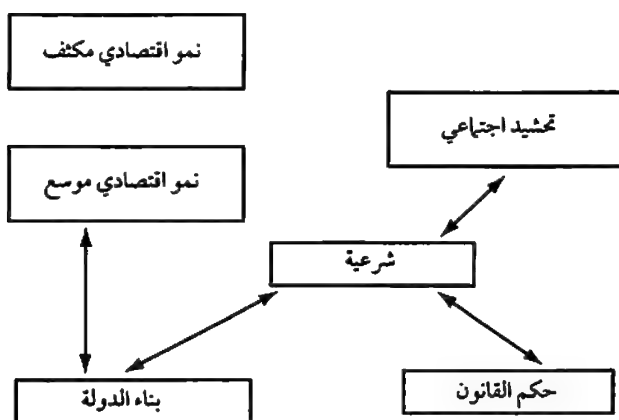 نمو اقتصادي مكثف
تحشيد اجتماعي
نمو اقتصادي موسع
شرعية
بناء الدولة
حكم القانون